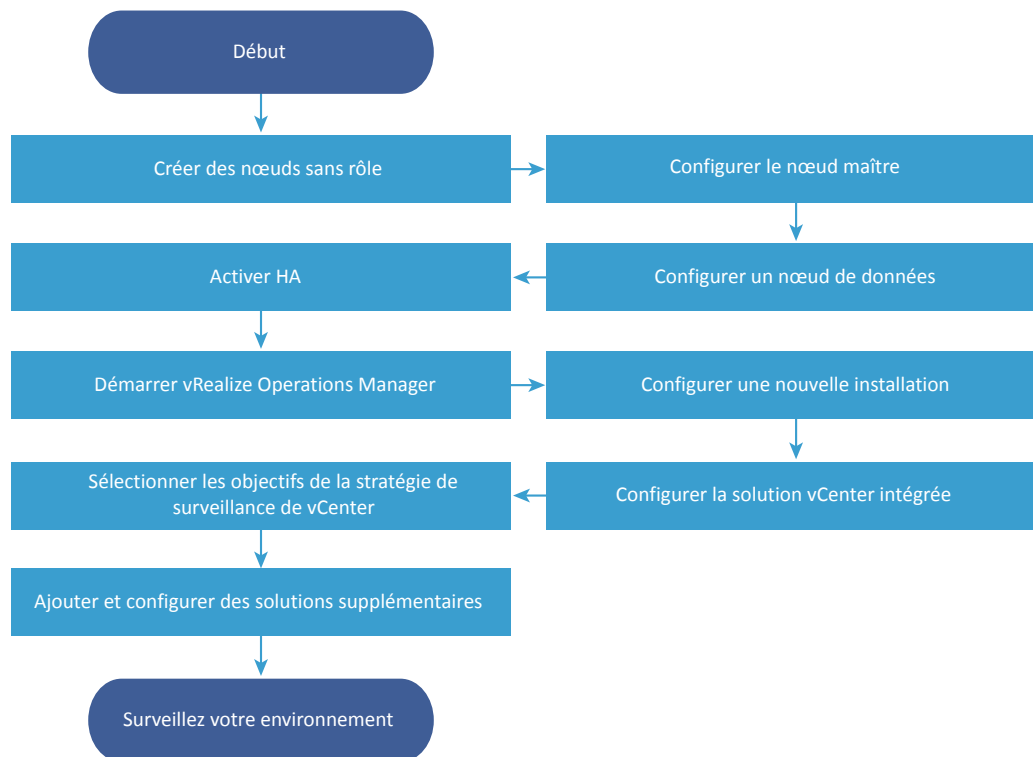 Début
Créer des nœuds sans rôle
Configurer le nœud maître
Configurer un nœud de données
Activer HA
Démarrer vRealize Operations Manager
Configurer une nouvelle installation
Configurer la solution vCenter intégrée
Sélectionner les objectifs de la stratégie de
surveillance de vCenter
Ajouter et configurer des solutions supplémentaires
Surveillez votre environnement